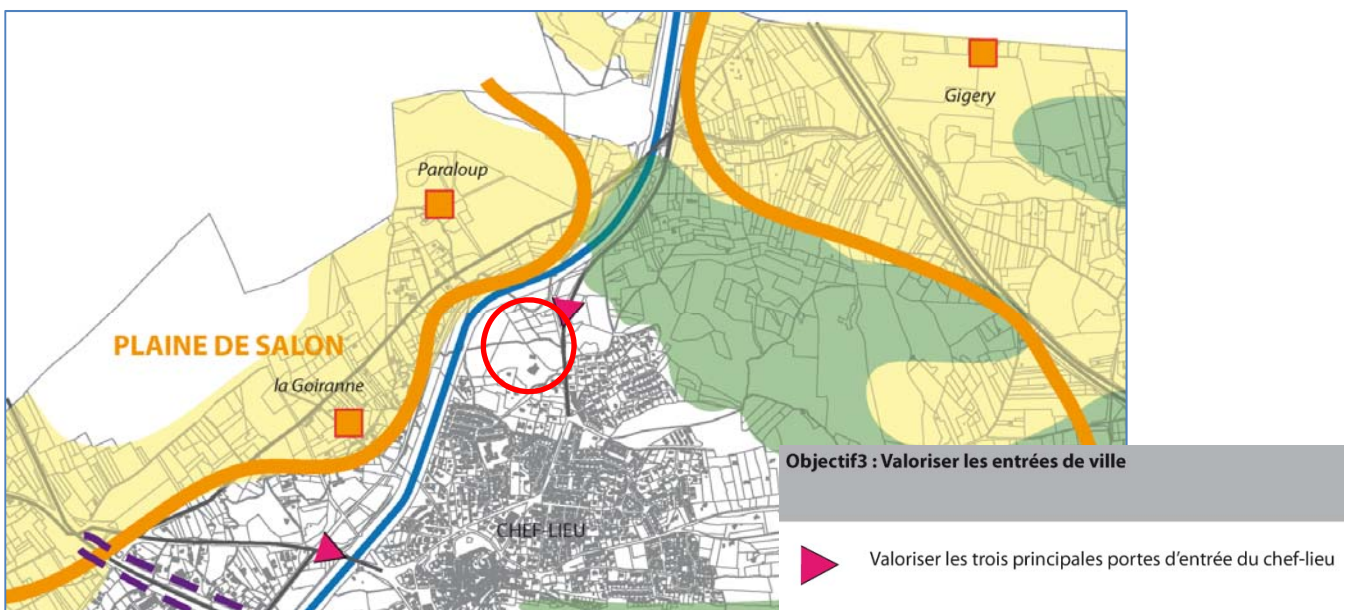 Gigery
Paraloup
PLAINE DE SALON
la Goiranne
CHEF-LIEU
Objectif3 : Valoriser les entrées de ville
Valoriser les trois principales portes d'entrée du chef-lieu